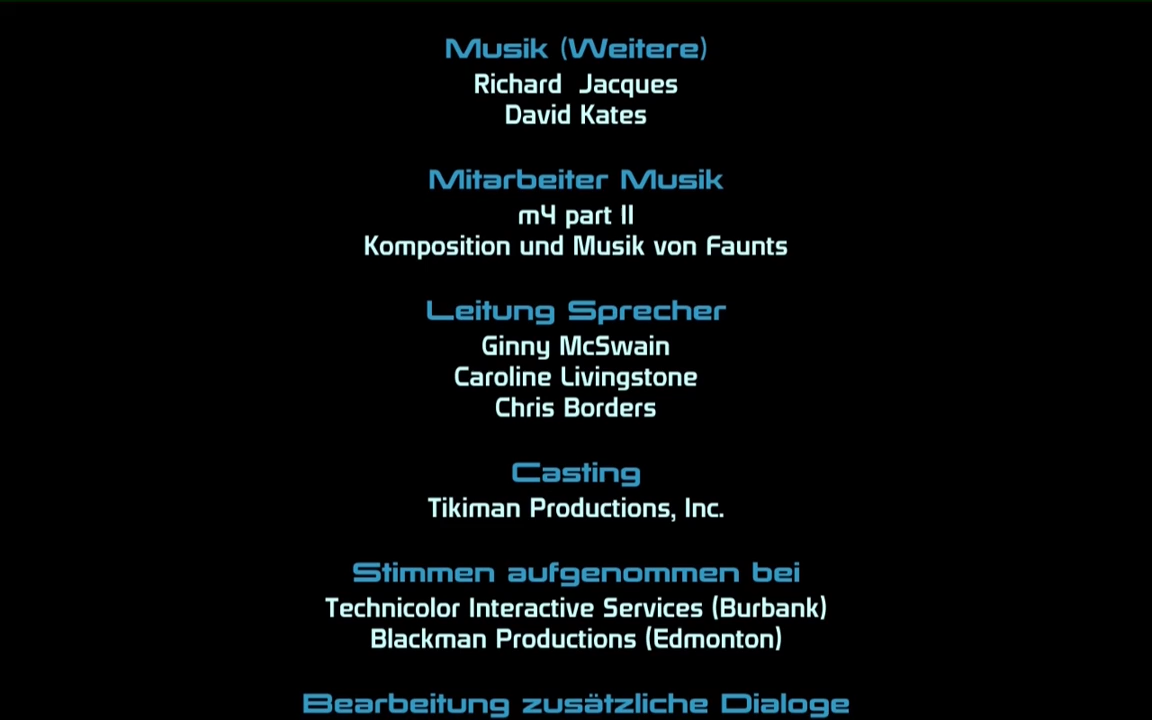 Musik (Weitere)
Richard Jacques
David Kates
Mitarbeiter Musik
m4 part II
Komposition und Musik von Faunts
Leitung Sprecher
Ginny McSwain
Caroline Livingstone
Chris Borders
Casting
Tikiman Productions, Inc.
Stimmen aufgenommen bei
Technicolor Interactive Services (Burbank)
Blackman Productions (Edmonton)
Bearbeitung zusätzliche Dialoge